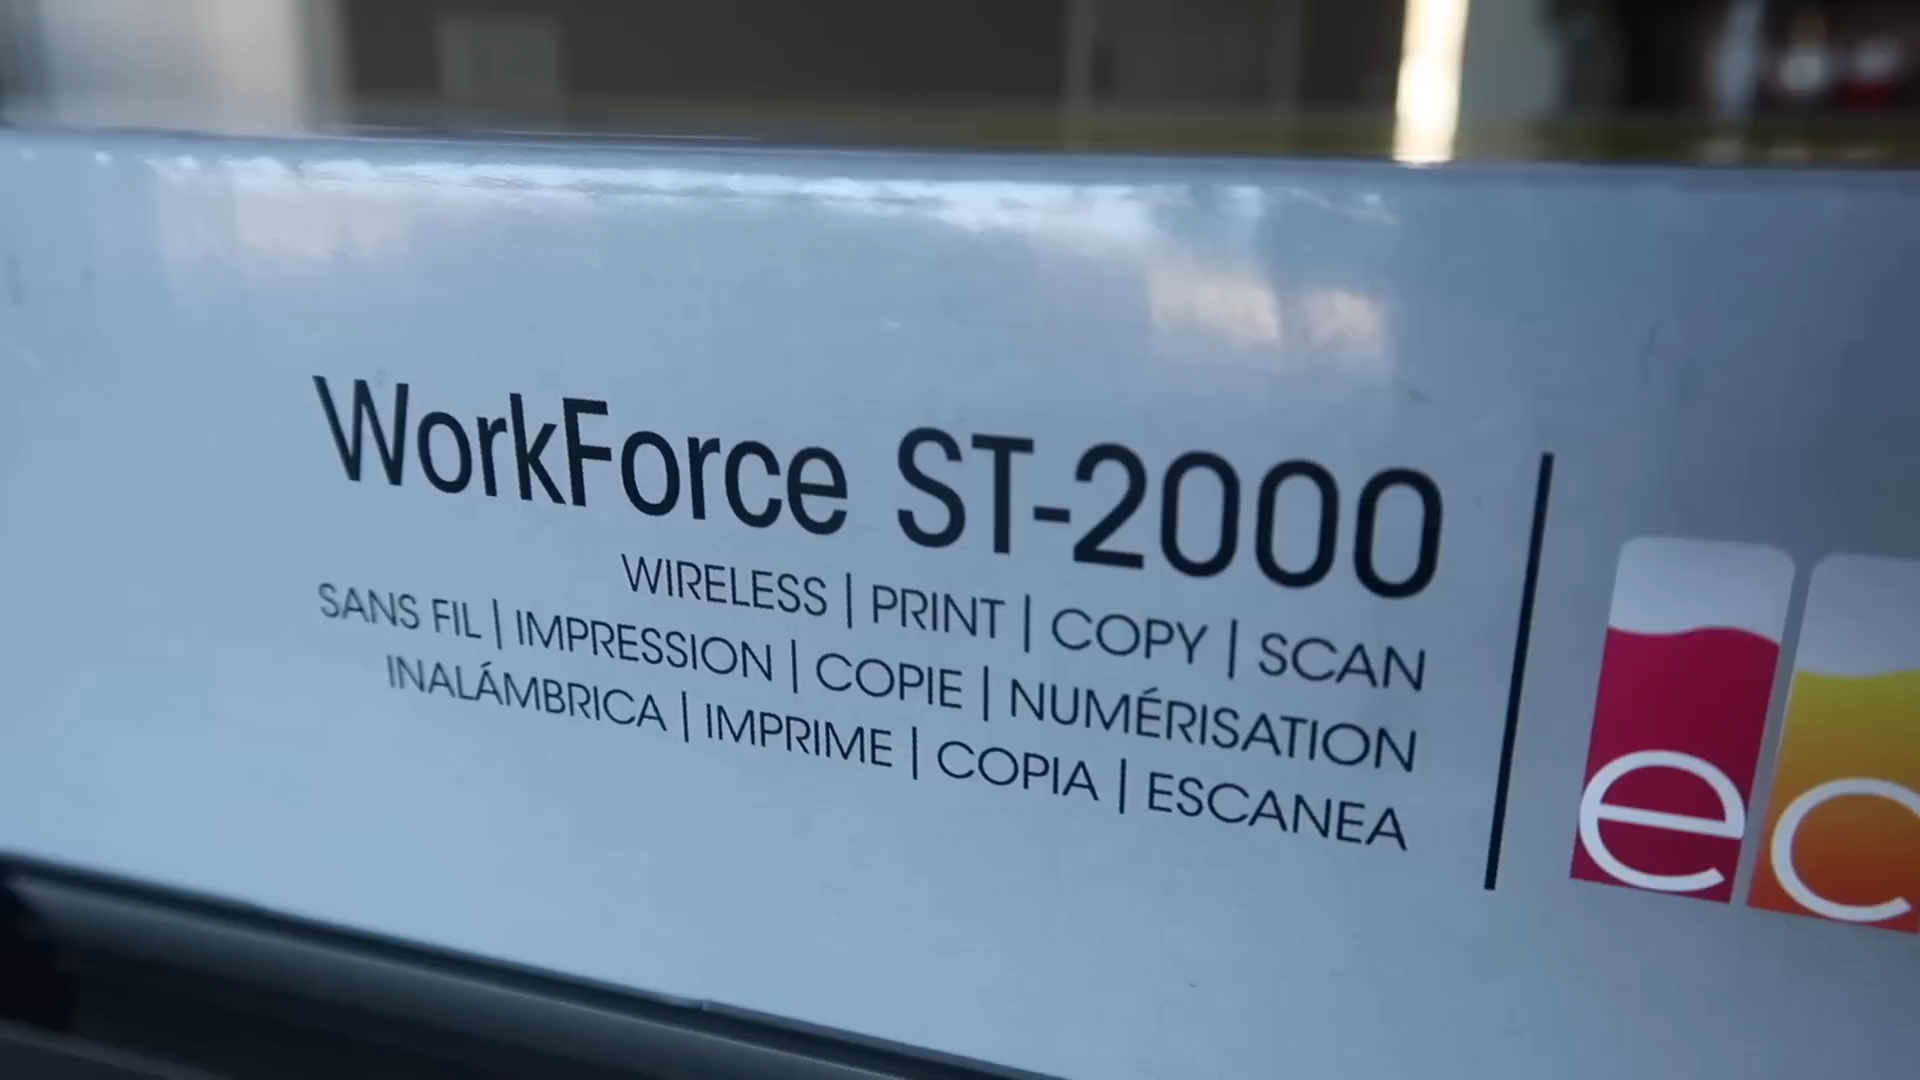 WorkForce ST-2000
WIRELESS | PRINT | COPY | SCAN
SANS FIL | IMPRESSION | COPIE | NUMÉRISATION
INALÁMBRICA | IMPRIME | COPIA | ESCANEA
ec